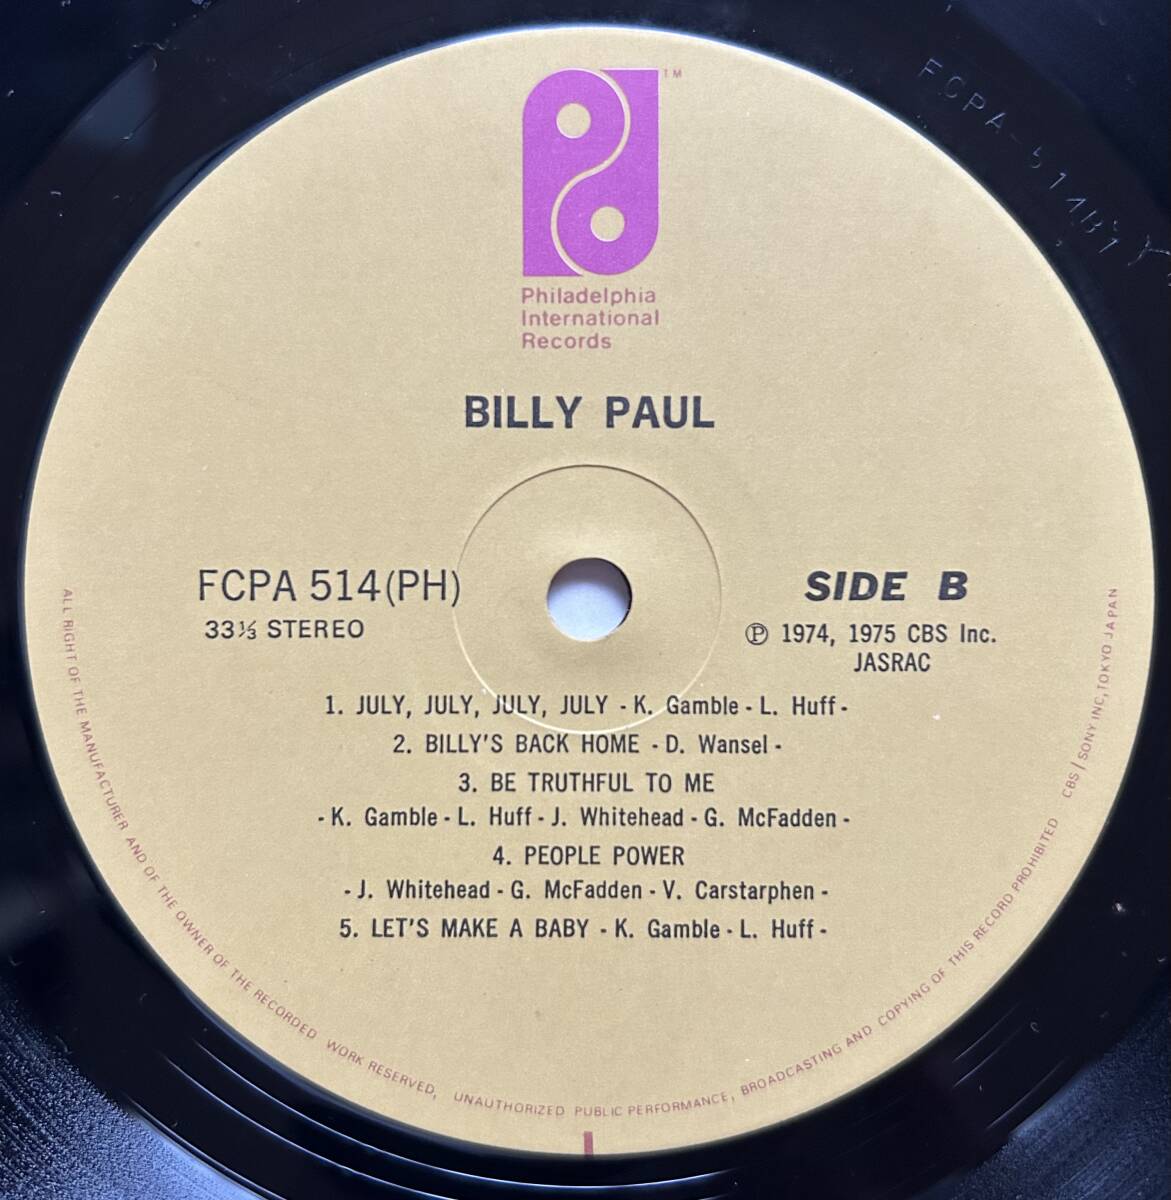 TM
Philadelphia
International
Records
BILLY PAUL
FCPA 514(PH)
33⅓ STEREO
SIDE B
Ⓟ 1974, 1975 CBS Inc.
JASRAC
1. JULY, JULY, JULY, JULY - K. Gamble - L. Huff -
2. BILLY'S BACK HOME - D. Wansel -
3. BE TRUTHFUL TO ME
- K. Gamble - L. Huff - J. Whitehead - G. McFadden -
4. PEOPLE POWER
- J. Whitehead - G. McFadden - V. Carstarphen -
5. LET'S MAKE A BABY - K. Gamble - L. Huff -
ALL RIGHT OF THE MANUFACTURER AND OF THE OWNER OF THE RECORDED WORK RESERVED, UNAUTHORIZED PUBLIC PERFORMANCE, BROADCASTING AND COPYING OF THIS RECORD PROHIBITED CBS/SONY INC, TOKYO JAPAN
FCPA-514B1